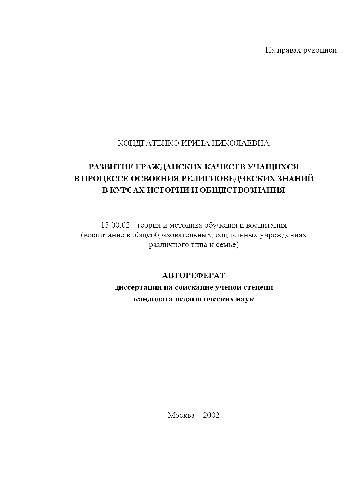 На правах рукописи
КОНДРАТЕНКО ИРИНА НИКОЛАЕВНА
РАЗВИТИЕ ГРАЖДАНСКИХ КАЧЕСТВ УЧАЩИХСЯ
В ПРОЦЕССЕ ОСВОЕНИЯ РЕЛИГИОВЕДЧЕСКИХ ЗНАНИЙ
В КУРСАХ ИСТОРИИ И ОБЩЕСТВОЗНАНИЯ
13.00.02 - теория и методика обучения и воспитания
(воспитание в общеобразовательных, социальных учреждениях
различного типа и семье)
АВТОРЕФЕРАТ
диссертации на соискание ученой степени
кандидата педагогических наук
Москва – 2002